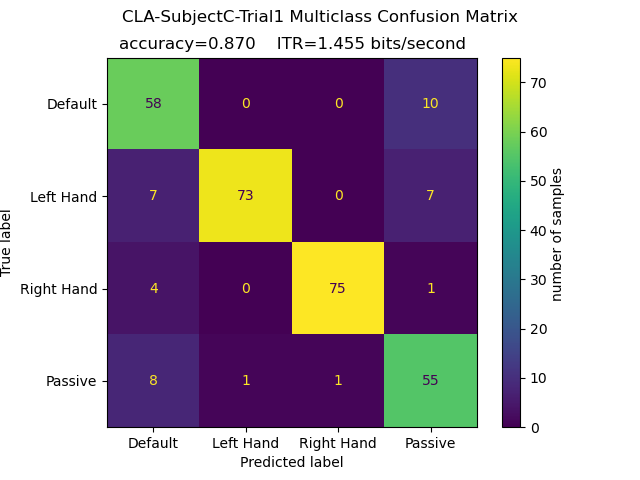 CLA-SubjectC-Trial1 Multiclass Confusion Matrix
accuracy=0.870    ITR=1.455 bits/second
Default 58 0 0 10
Left Hand 7 73 0 7
Right Hand 4 0 75 1
Passive 8 1 1 55
Default Left Hand Right Hand Passive
Predicted label
True label
70
60
50
40
30
20
10
0
number of samples